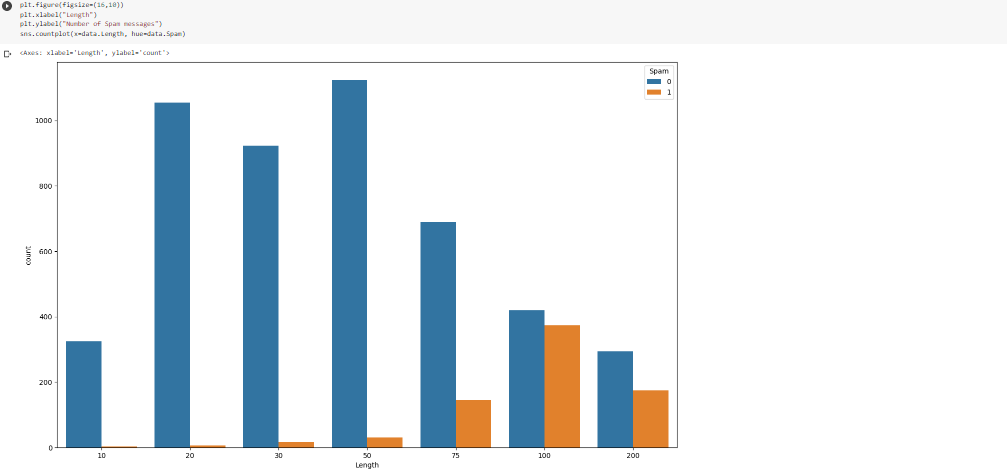 plt.figure(figsize=(16,10))
plt.xlabel("Length")
plt.ylabel("Number of Spam messages")
sns.countplot(x=data.Length, hue=data.Spam)
<Axes: xlabel='Length', ylabel='count'>
Spam
0
1
1000
800
600
400
200
0
count
10 20 30 50 75 100 200
Length